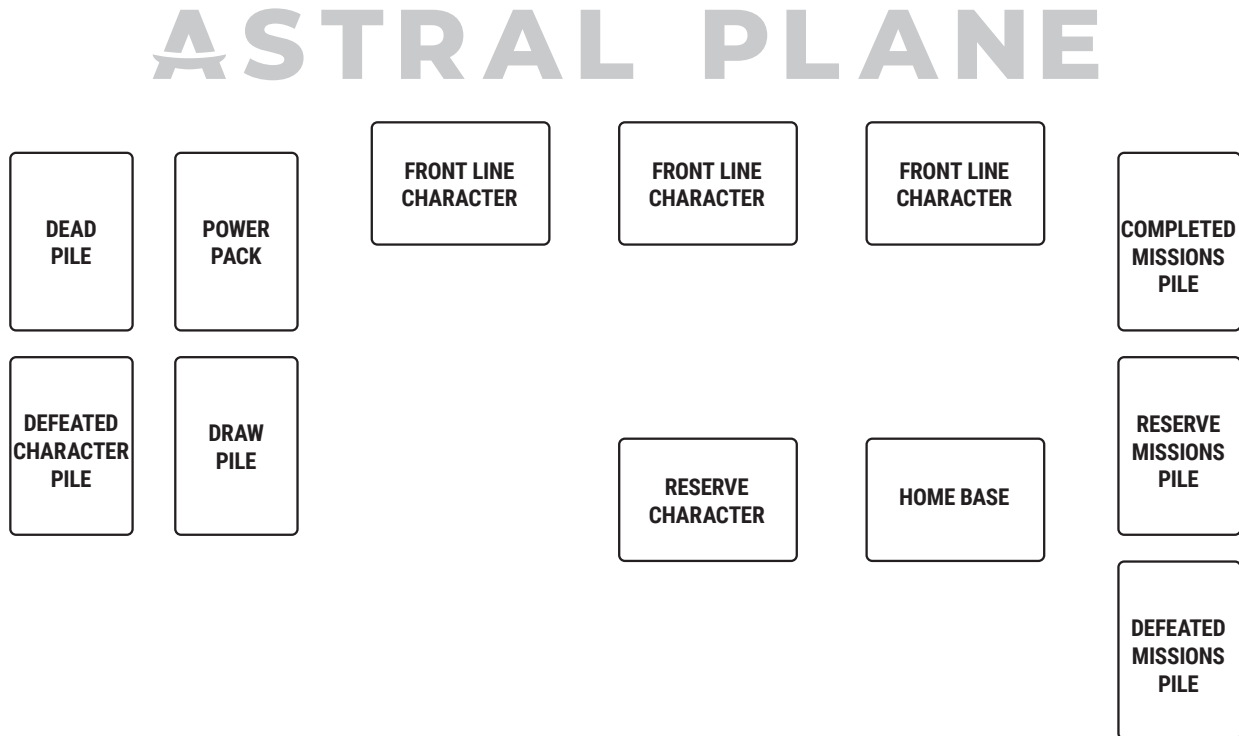 ASTRAL PLANE
DEAD
PILE
POWER
PACK
FRONT LINE
CHARACTER
FRONT LINE
CHARACTER
FRONT LINE
CHARACTER
COMPLETED
MISSIONS
PILE
DEFEATED
CHARACTER
PILE
DRAW
PILE
RESERVE
CHARACTER
HOME BASE
RESERVE
MISSIONS
PILE
DEFEATED
MISSIONS
PILE